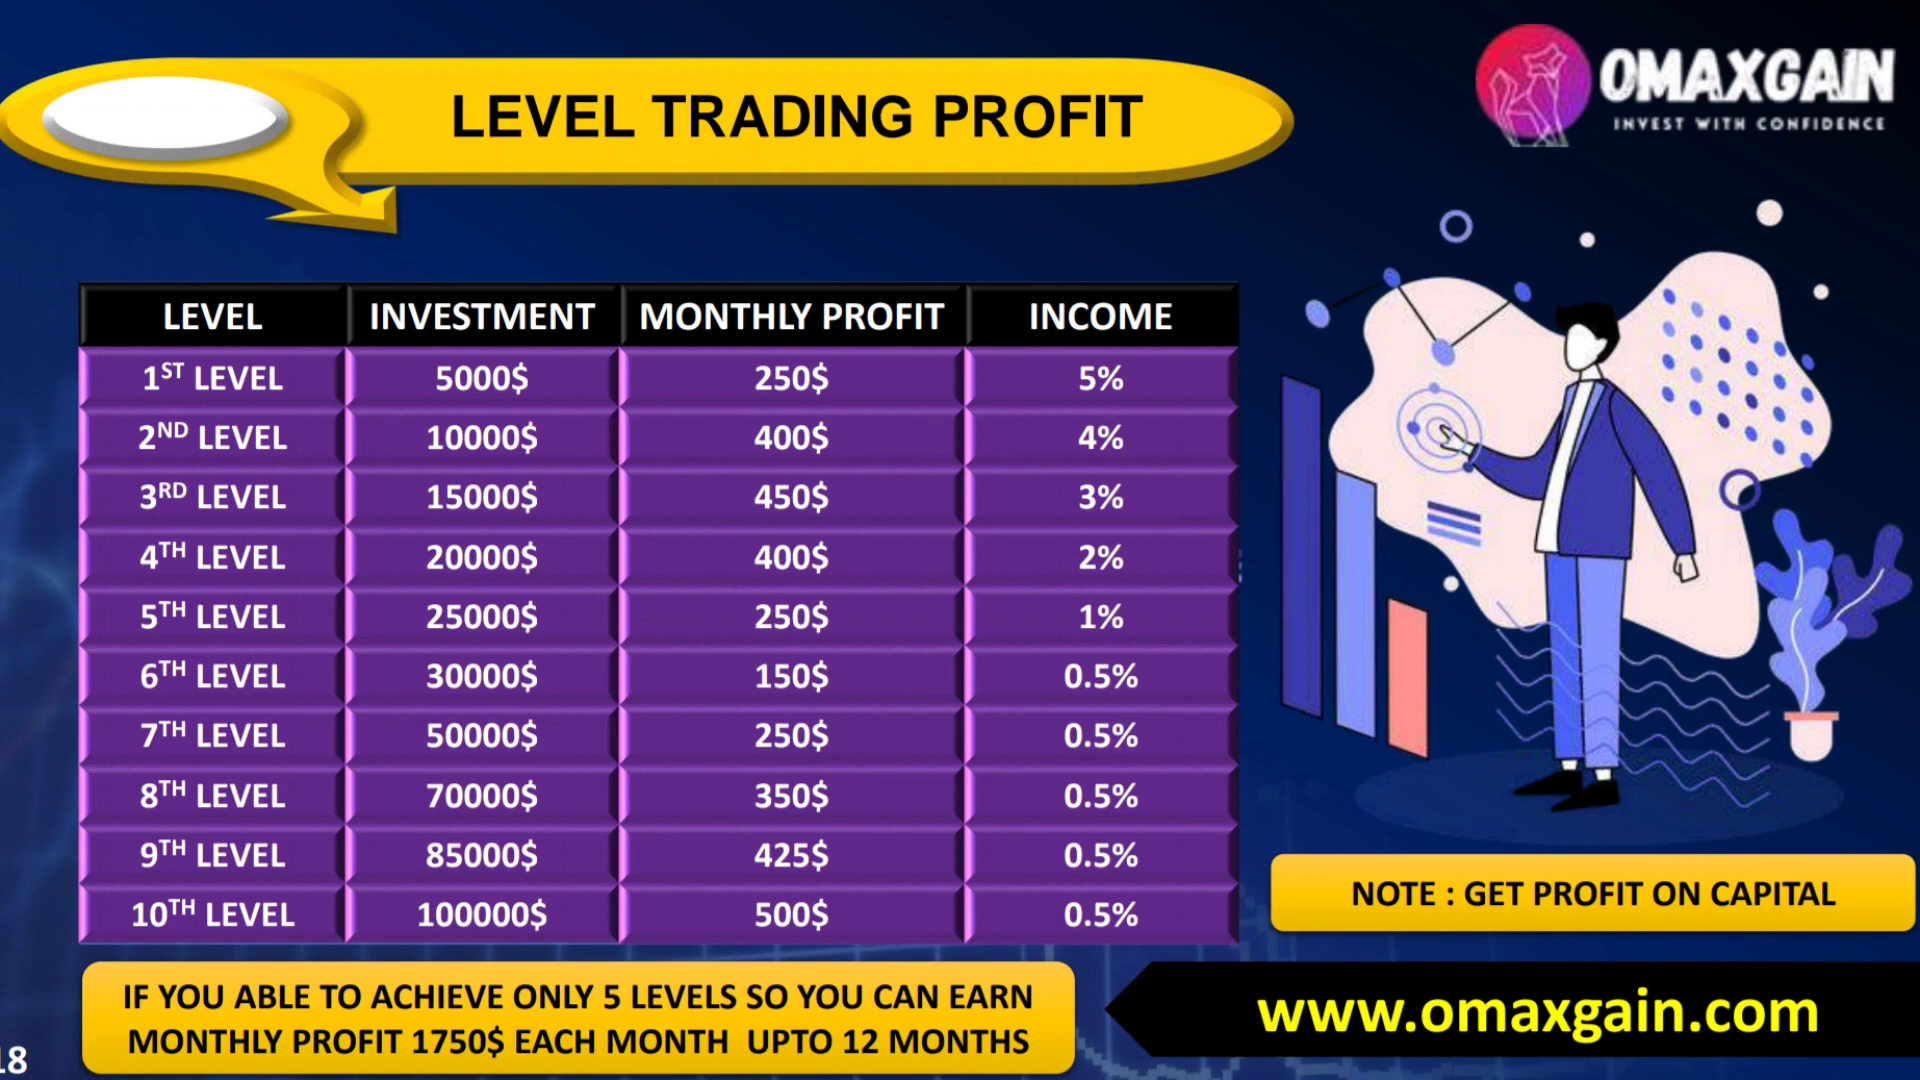 LEVEL TRADING PROFIT
OMAXGAIN
INVEST WITH CONFIDENCE
LEVEL INVESTMENT MONTHLY PROFIT INCOME
1ST LEVEL 5000$ 250$ 5%
2ND LEVEL 10000$ 400$ 4%
3RD LEVEL 15000$ 450$ 3%
4TH LEVEL 20000$ 400$ 2%
5TH LEVEL 25000$ 250$ 1%
6TH LEVEL 30000$ 150$ 0.5%
7TH LEVEL 50000$ 250$ 0.5%
8TH LEVEL 70000$ 350$ 0.5%
9TH LEVEL 85000$ 425$ 0.5%
10TH LEVEL 100000$ 500$ 0.5%
NOTE : GET PROFIT ON CAPITAL
IF YOU ABLE TO ACHIEVE ONLY 5 LEVELS SO YOU CAN EARN
MONTHLY PROFIT 1750$ EACH MONTH UPTO 12 MONTHS
www.omaxgain.com
18